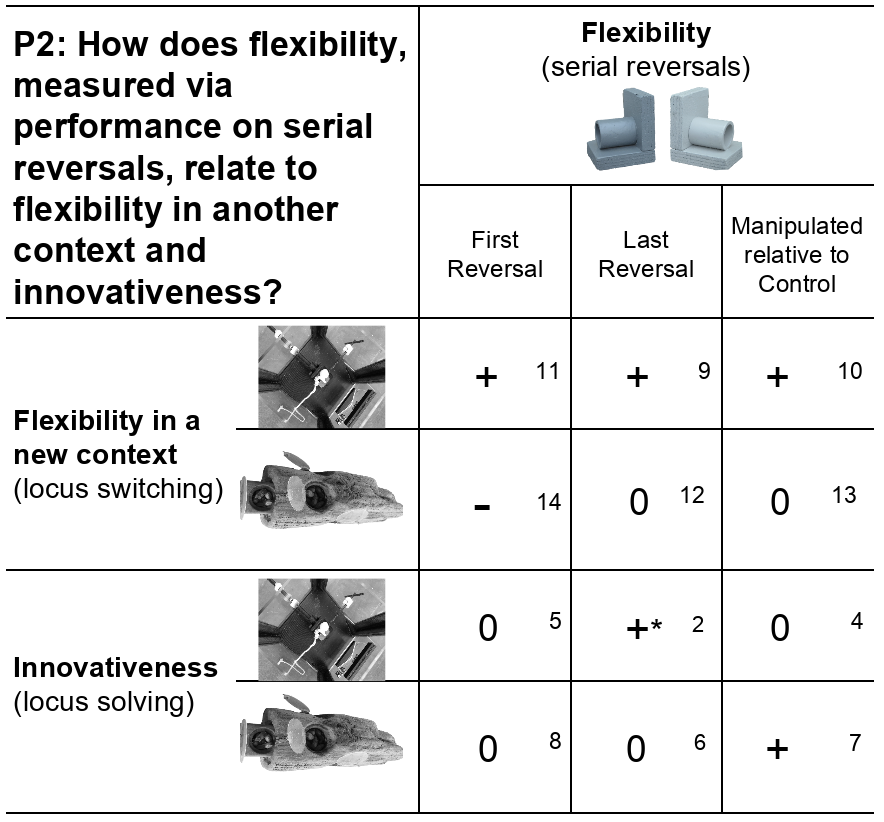 P2: How does flexibility,
measured via
performance on serial
reversals, relate to
flexibility in another
context and
innovativeness?
Flexibility
(serial reversals)
First
Reversal
Last
Reversal
Manipulated
relative to
Control
Flexibility in a
new context
(locus switching)
+ 11 + 9 + 10
- 14 0 12 0 13
Innovativeness
(locus solving)
0 5 +* 2 0 4
0 8 0 6 + 7